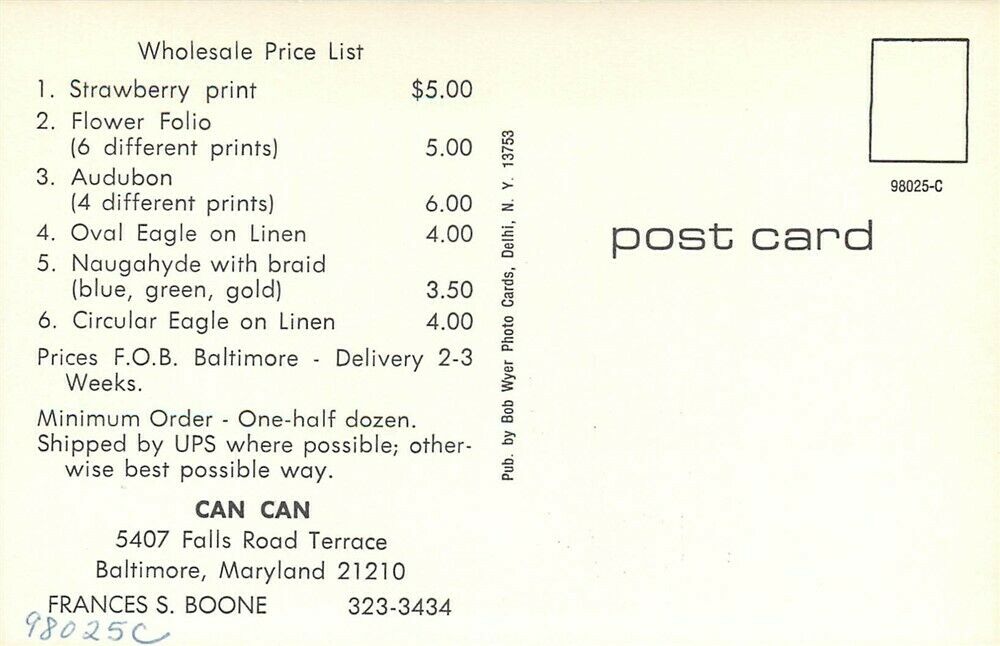 Wholesale Price List
1. Strawberry print $5.00
2. Flower Folio
(6 different prints) 5.00
3. Audubon
(4 different prints) 6.00
4. Oval Eagle on Linen 4.00
5. Naugahyde with braid
(blue, green, gold) 3.50
6. Circular Eagle on Linen 4.00
Prices F.O.B. Baltimore - Delivery 2-3
Weeks.
Minimum Order - One-half dozen.
Shipped by UPS where possible; other-
wise best possible way.
CAN CAN
5407 Falls Road Terrace
Baltimore, Maryland 21210
FRANCES S. BOONE 323-3434
98025C
Pub. by Bob Wyer Photo Cards, Delhi, N. Y. 13753
98025-C
post card